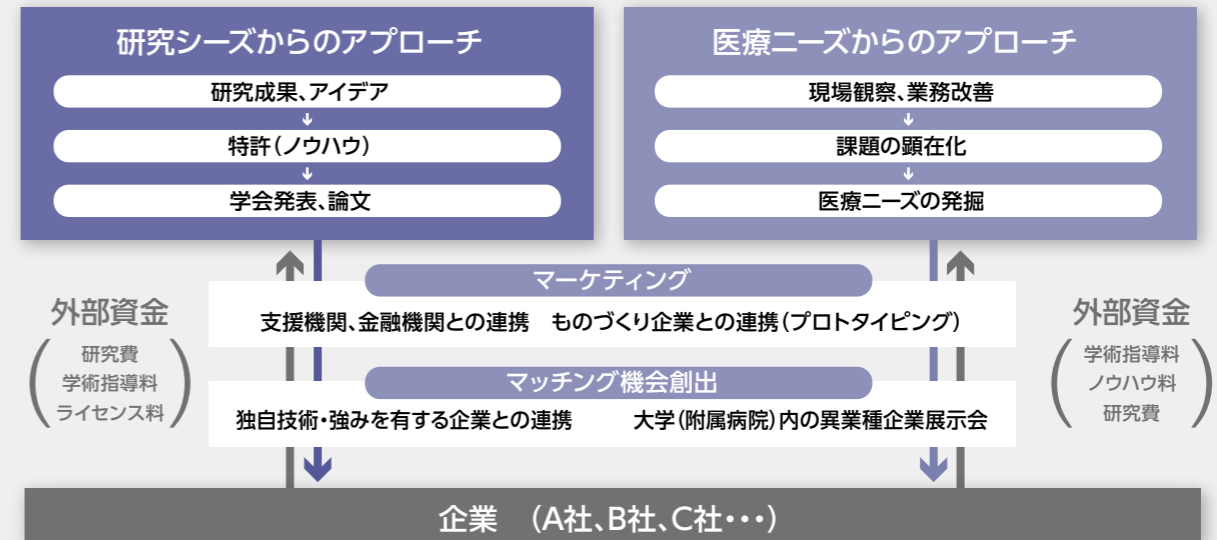 研究シーズからのアプローチ
研究成果、アイデア
↓
特許（ノウハウ）
↓
学会発表、論文
医療ニーズからのアプローチ
現場観察、業務改善
↓
課題の顕在化
↓
医療ニーズの発掘
外部資金
研究費
学術指導料
ライセンス料
マーケティング
支援機関、金融機関との連携　ものづくり企業との連携（プロトタイピング）
マッチング機会創出
独自技術・強みを有する企業との連携　大学（附属病院）内の異業種企業展示会
外部資金
学術指導料
ノウハウ料
研究費
企業　（A社、B社、C社・・・）